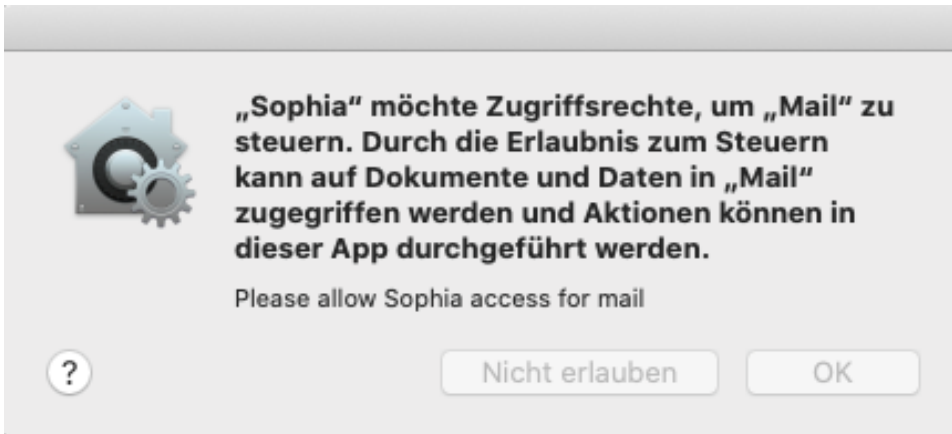 „Sophia“ möchte Zugriffsrechte, um „Mail“ zu
steuern. Durch die Erlaubnis zum Steuern
kann auf Dokumente und Daten in „Mail“
zugegriffen werden und Aktionen können in
dieser App durchgeführt werden.
Please allow Sophia access for mail
? Nicht erlauben OK